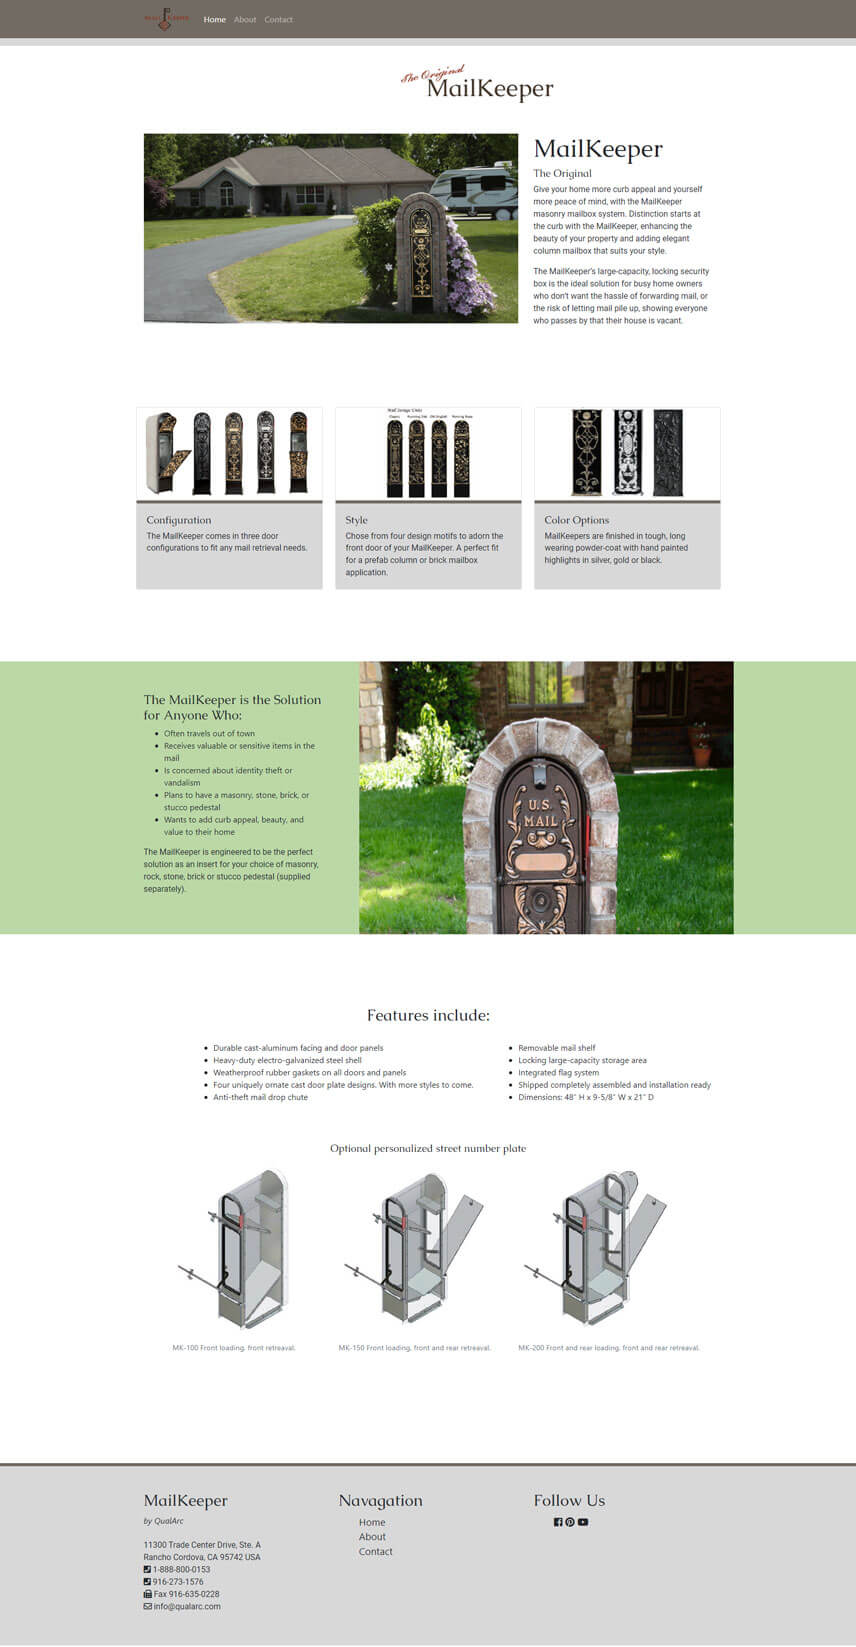 MAIL KEEPER
Home About Contact
The Original
MailKeeper
MailKeeper
The Original
Give your home more curb appeal and yourself
more peace of mind, with the MailKeeper
masonry mailbox system. Distinction starts at
the curb with the MailKeeper, enhancing the
beauty of your property and adding elegant
column mailbox that suits your style.
The MailKeeper's large-capacity, locking security
box is the ideal solution for busy home owners
who don't want the hassle of forwarding mail, or
the risk of letting mail pile up, showing everyone
who passes by that their house is vacant.
Configuration
The MailKeeper comes in three door
configurations to fit any mail retrieval needs.
Style
Chose from four design motifs to adorn the
front door of your MailKeeper. A perfect fit
for a prefab column or brick mailbox
application.
Color Options
MailKeepers are finished in tough, long
wearing powder-coat with hand painted
highlights in silver, gold or black.
The MailKeeper is the Solution
for Anyone Who:
Often travels out of town
Receives valuable or sensitive items in the
mail
Is concerned about identity theft or
vandalism
Plans to have a masonry, stone, brick, or
stucco pedestal
Wants to add curb appeal, beauty, and
value to their home
The MailKeeper is engineered to be the perfect
solution as an insert for your choice of masonry,
rock, stone, brick or stucco pedestal (supplied
separately).
U.S.
MAIL
Features include:
Durable cast-aluminum facing and door panels
Heavy-duty electro-galvanized steel shell
Weatherproof rubber gaskets on all doors and panels
Four uniquely ornate cast door plate designs. With more styles to come.
Anti-theft mail drop chute
Removable mail shelf
Locking large-capacity storage area
Integrated flag system
Shipped completely assembled and installation ready
Dimensions: 48" H x 9-5/8" W x 21" D
Optional personalized street number plate
MK-100 Front loading, front retreaval.
MK-150 Front loading, front and rear retreaval.
MK-200 Front and rear loading, front and rear retreaval.
MailKeeper
by QualArc
11300 Trade Center Drive, Ste. A
Rancho Cordova, CA 95742 USA
1-888-800-0153
916-273-1576
Fax 916-635-0228
info@qualarc.com
Navagation
Home
About
Contact
Follow Us